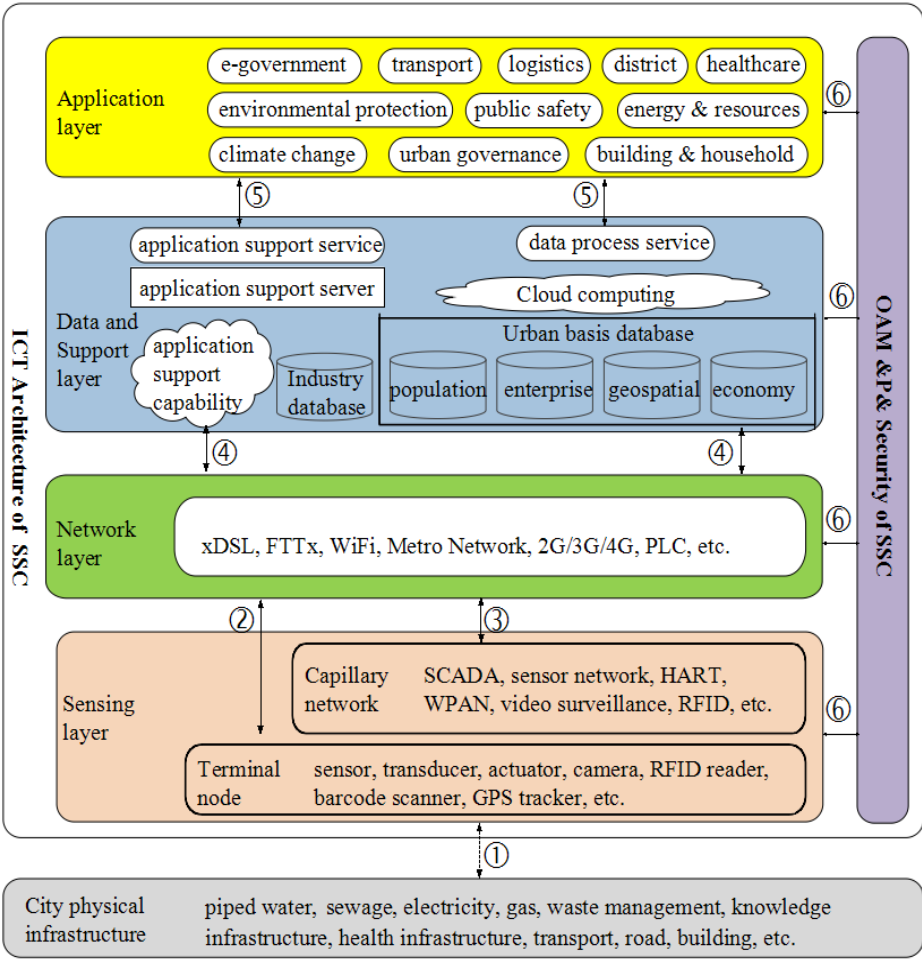 ICT Architecture of SSC
Application
layer
e-government
transport
logistics
district
healthcare
environmental protection
public safety
energy & resources
climate change
urban governance
building & household
⑥
⑤
⑤
Data and
Support
layer
application support service
data process service
application support server
Cloud computing
application
support
capability
Industry
database
Urban basis database
population
enterprise
geospatial
economy
⑥
④
④
Network
layer
xDSL, FTTx, WiFi, Metro Network, 2G/3G/4G, PLC, etc.
⑥
②
③
Sensing
layer
Capillary
network
SCADA, sensor network, HART,
WPAN, video surveillance, RFID, etc.
Terminal
node
sensor, transducer, actuator, camera, RFID reader,
barcode scanner, GPS tracker, etc.
⑥
OAM &P& Security of SSC
①
City physical
infrastructure
piped water, sewage, electricity, gas, waste management, knowledge
infrastructure, health infrastructure, transport, road, building, etc.